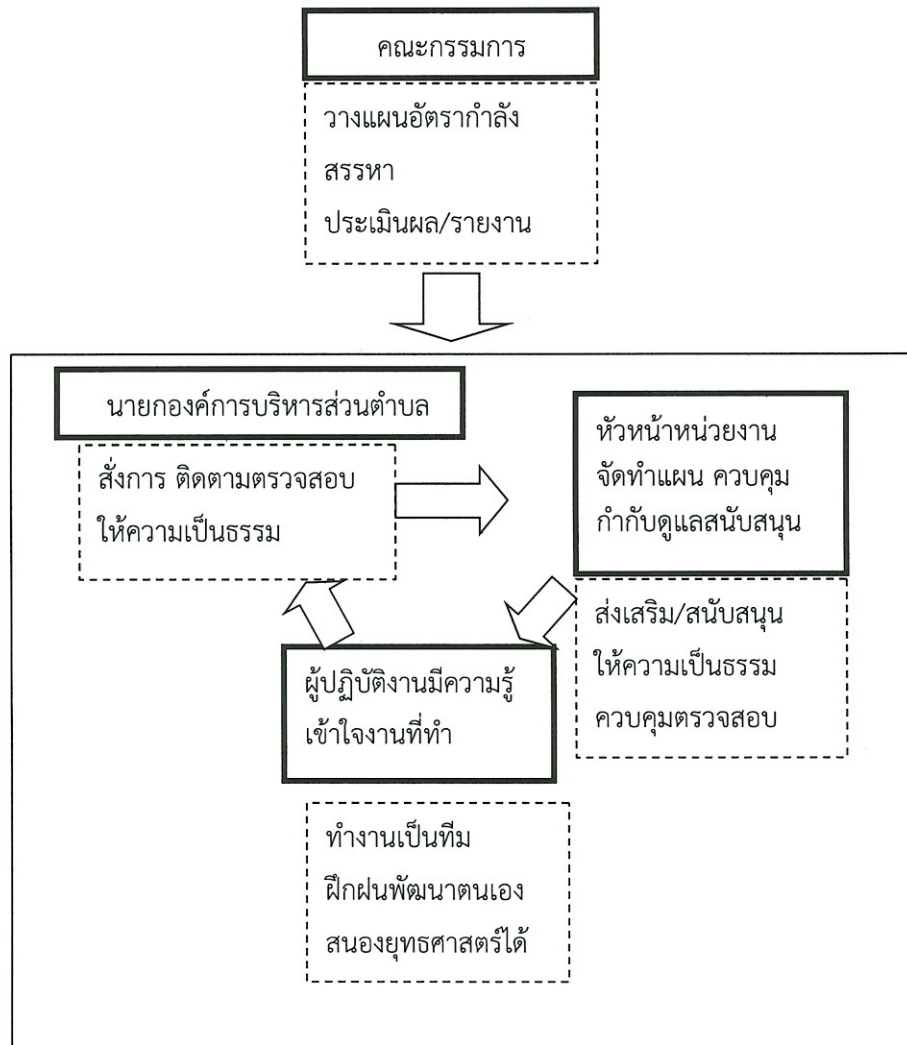 คณะกรรมการ
วางแผนอัตรากำลัง
สรรหา
ประเมินผล/รายงาน
นายกองค์การบริหารส่วนตำบล
สั่งการ ติดตามตรวจสอบ
ให้ความเป็นธรรม
หัวหน้าหน่วยงาน
จัดทำแผน ควบคุม
กำกับดูแลสนับสนุน
ส่งเสริม/สนับสนุน
ให้ความเป็นธรรม
ควบคุมตรวจสอบ
ผู้ปฏิบัติงานมีความรู้
เข้าใจงานที่ทำ
ทำงานเป็นทีม
ฝึกฝนพัฒนาตนเอง
สนองยุทธศาสตร์ได้